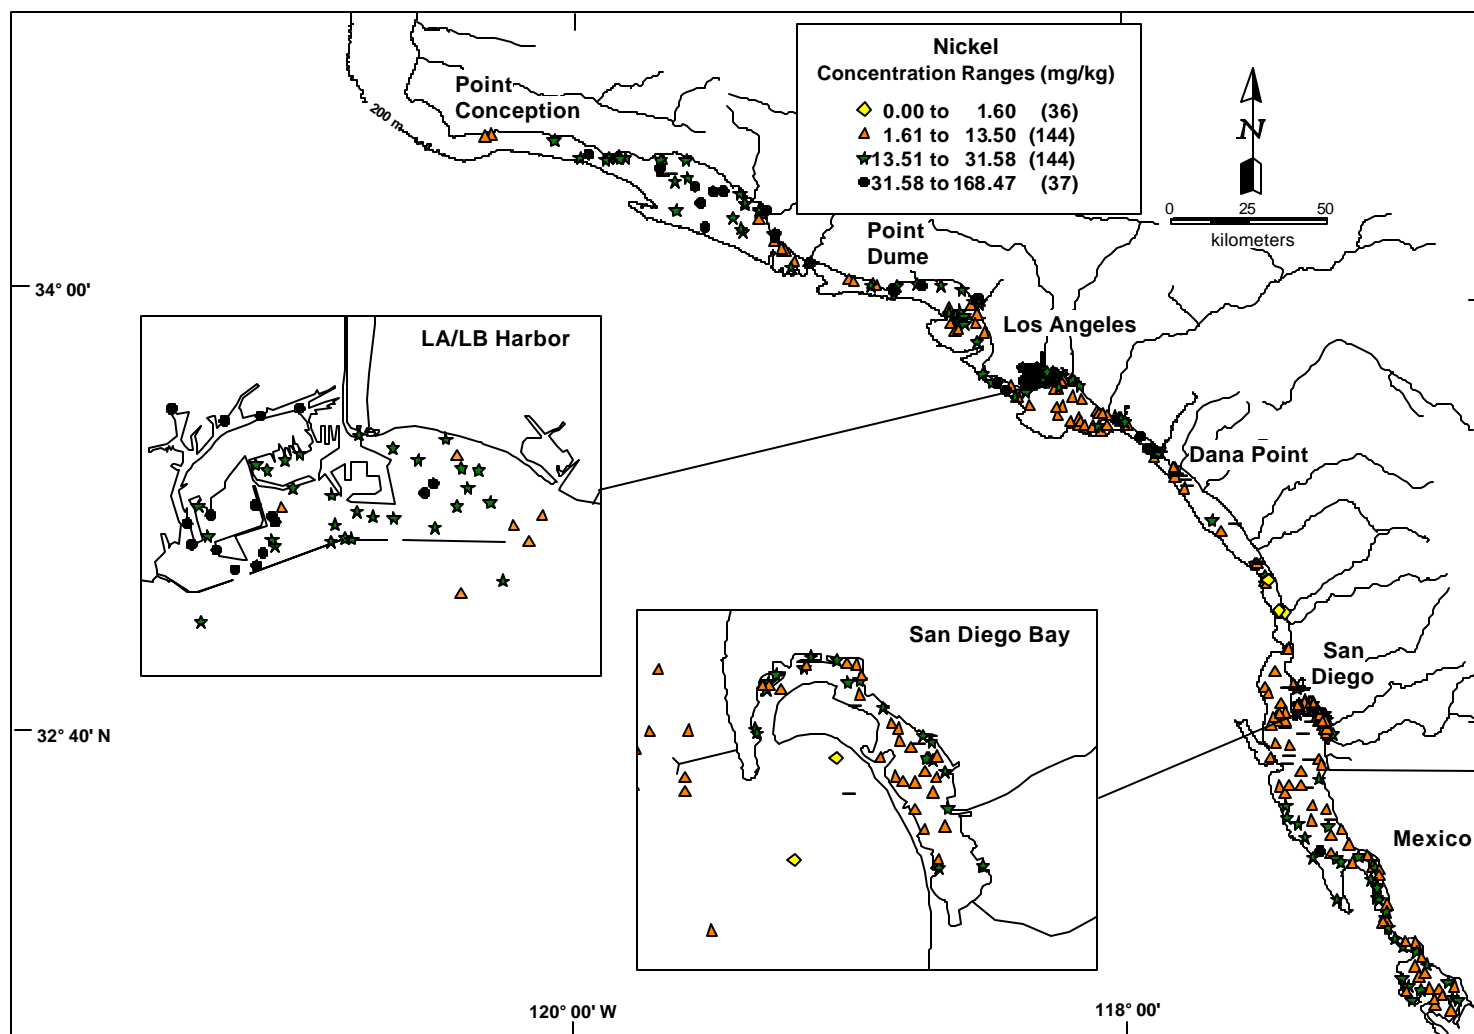 Nickel
Concentration Ranges (mg/kg)
0.00 to 1.60 (36)
1.61 to 13.50 (144)
13.51 to 31.58 (144)
31.58 to 168.47 (37)
Point
Conception
200 m
N
0 25 50
kilometers
Point
Dume
34° 00'
Los Angeles
LA/LB Harbor
Dana Point
San Diego Bay
San
Diego
32° 40' N
Mexico
120° 00' W
118° 00'